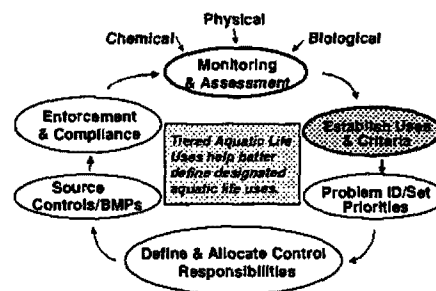 Physical
Chemical
Biological
Monitoring
& Assessment
Enforcement
& Compliance
Tiered Aquatic Life
Uses help better
define designated
aquatic life uses.
Establish Uses
& Criteria
Source
Controls/BMPs
Problem ID/Set
Priorities
Define & Allocate Control
Responsibilities